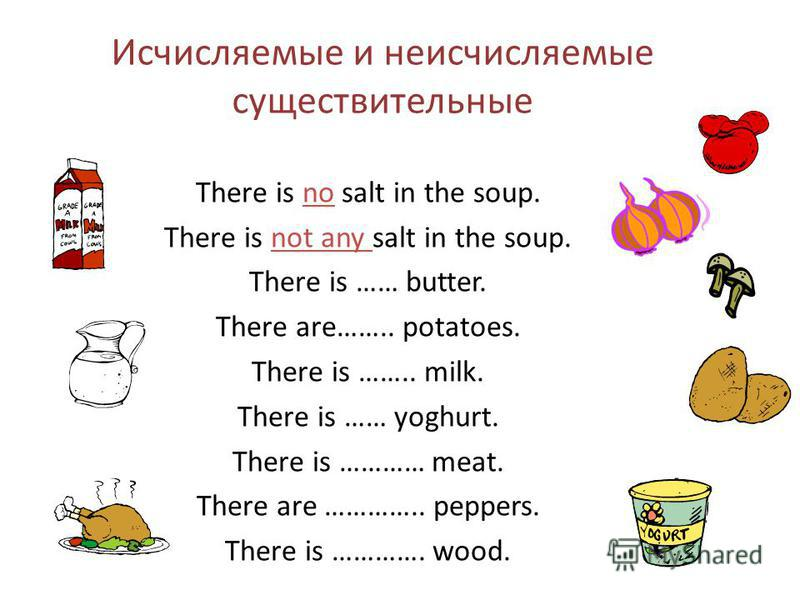 Исчисляемые и неисчисляемые
существительные
There is no salt in the soup.
There is not any salt in the soup.
There is …… butter.
There are…….. potatoes.
There is …….. milk.
There is …… yoghurt.
There is ………… meat.
There are ………….. peppers.
There is …………. wood.
GRADE
A
MILK
FROM
COWS
GRADE
A
MILK
FROM
COWS
YOGURT
MyShared